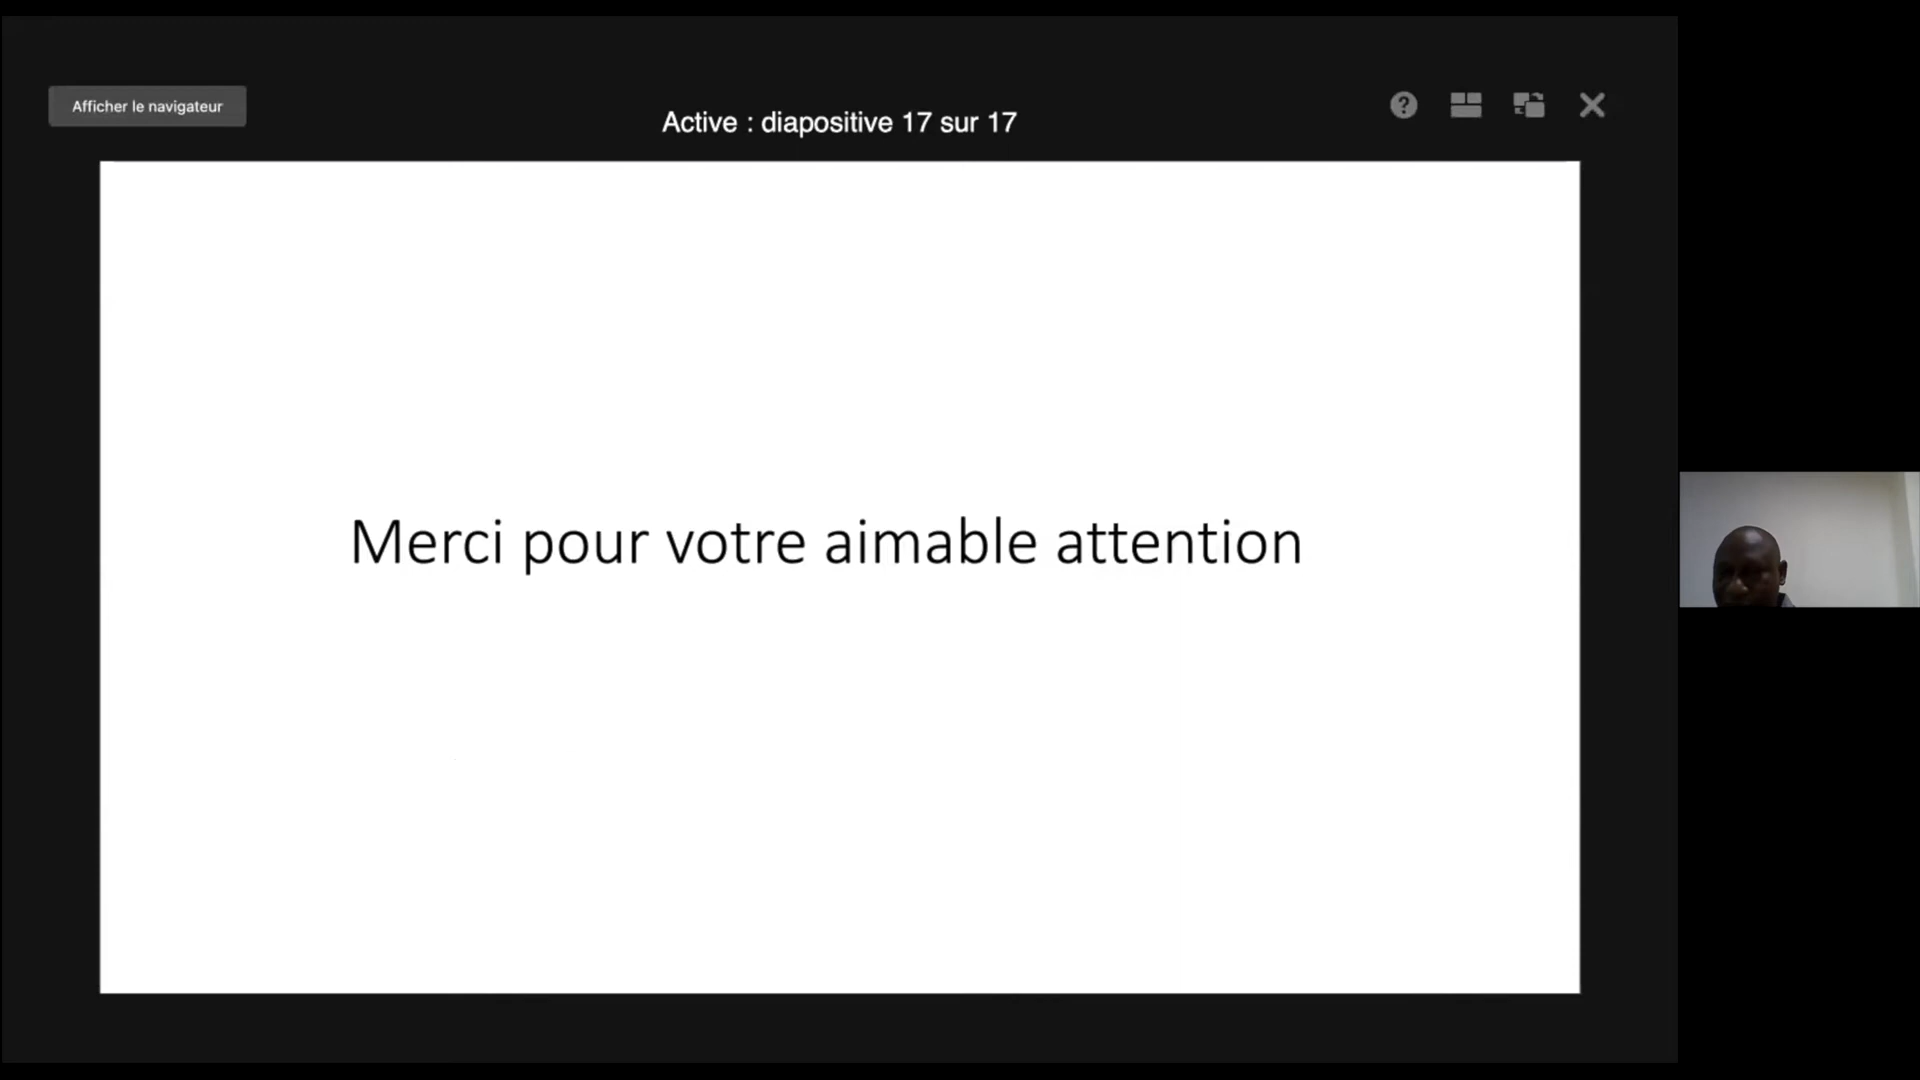 Afficher le navigateur
Active : diapositive 17 sur 17
Merci pour votre aimable attention